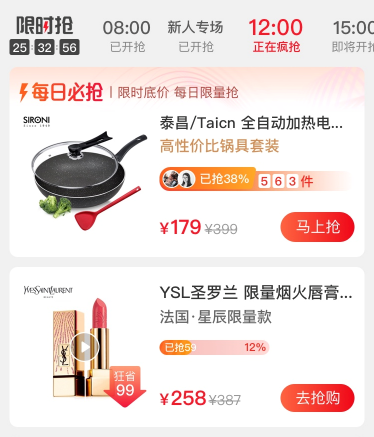 限时抢
25:32:56
08:00
已开抢
新人专场
已开抢
12:00
正在疯抢
15:00
即将开抢
每日必抢 | 限时底价 每日限量抢
SIRONI
Since 1949
泰昌/Taicn 全自动加热电...
高性价比锅具套装
已抢38%
563件
¥179 ¥399
马上抢
YVES SAINT LAURENT
YSL圣罗兰 限量烟火唇膏...
法国·星辰限量款
已抢59
12%
狂省
99
¥258 ¥387
去抢购